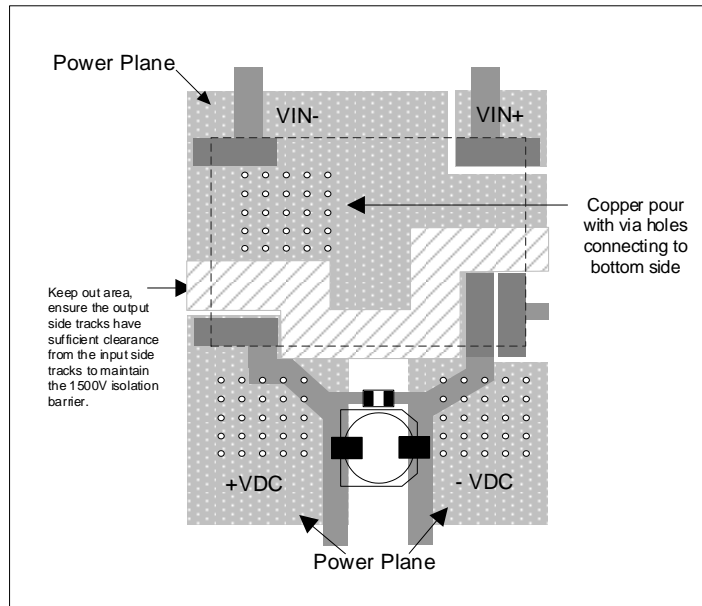 Power Plane
VIN-
VIN+
Copper pour
with via holes
connecting to
bottom side
Keep out area,
ensure the output
side tracks have
sufficient clearance
from the input side
tracks to maintain
the 1500V isolation
barrier.
+VDC
- VDC
Power Plane